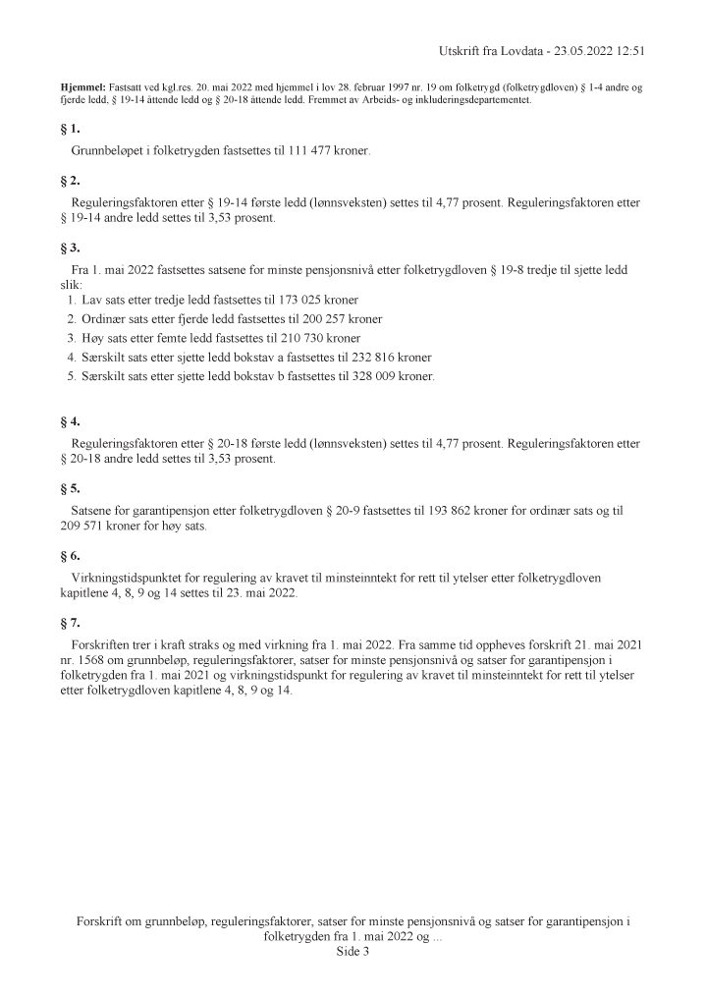 Utskrift fra Lovdata - 23.05.2022 12:51
Hjemmel: Fastsatt ved kgl.res. 20. mai 2022 med hjemmel i lov 28. februar 1997 nr. 19 om folketrygd (folketrygdloven) § 1-4 andre og
fjerde ledd, § 19-14 åttende ledd og § 20-18 åttende ledd. Fremmet av Arbeids- og inkluderingsdepartementet.
§ 1.
Grunnbeløpet i folketrygden fastsettes til 111 477 kroner.
§ 2.
Reguleringsfaktoren etter § 19-14 første ledd (lønnsveksten) settes til 4,77 prosent. Reguleringsfaktoren etter
§ 19-14 andre ledd settes til 3,53 prosent.
§ 3.
Fra 1. mai 2022 fastsettes satsene for minste pensjonsnivå etter folketrygdloven § 19-8 tredje til sjette ledd
slik:
1. Lav sats etter tredje ledd fastsettes til 173 025 kroner
2. Ordinær sats etter fjerde ledd fastsettes til 200 257 kroner
3. Høy sats etter femte ledd fastsettes til 210 730 kroner
4. Særskilt sats etter sjette ledd bokstav a fastsettes til 232 816 kroner
5. Særskilt sats etter sjette ledd bokstav b fastsettes til 328 009 kroner.
§ 4.
Reguleringsfaktoren etter § 20-18 første ledd (lønnsveksten) settes til 4,77 prosent. Reguleringsfaktoren etter
§ 20-18 andre ledd settes til 3,53 prosent.
§ 5.
Satsene for garantipensjon etter folketrygdloven § 20-9 fastsettes til 193 862 kroner for ordinær sats og til
209 571 kroner for høy sats.
§ 6.
Virkningstidspunktet for regulering av kravet til minsteinntekt for rett til ytelser etter folketrygdloven
kapitlene 4, 8, 9 og 14 settes til 23. mai 2022.
§ 7.
Forskriften trer i kraft straks og med virkning fra 1. mai 2022. Fra samme tid oppheves forskrift 21. mai 2021
nr. 1568 om grunnbeløp, reguleringsfaktorer, satser for minste pensjonsnivå og satser for garantipensjon i
folketrygden fra 1. mai 2021 og virkningstidspunkt for regulering av kravet til minsteinntekt for rett til ytelser
etter folketrygdloven kapitlene 4, 8, 9 og 14.
Forskrift om grunnbeløp, reguleringsfaktorer, satser for minste pensjonsnivå og satser for garantipensjon i
folketrygden fra 1. mai 2022 og ...
Side 3